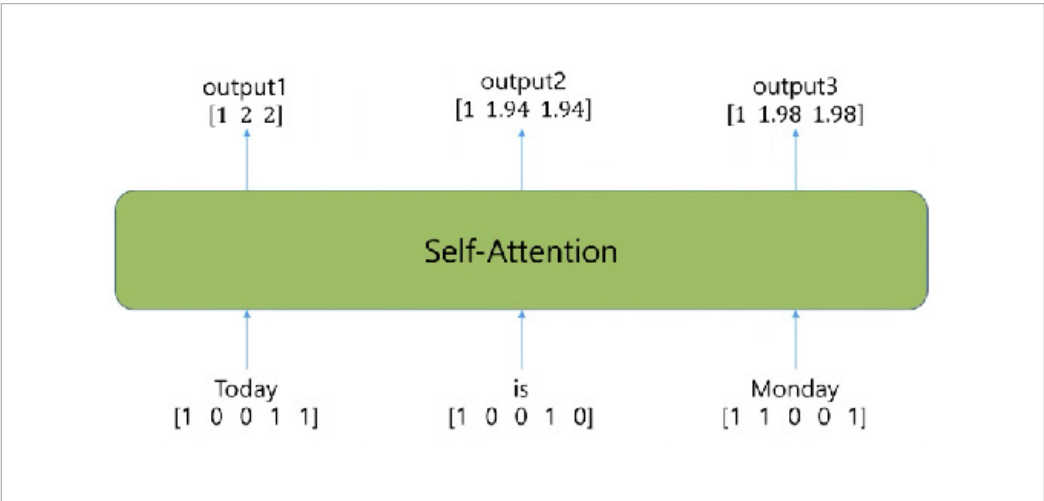 output1
[1 2 2]
output2
[1 1.94 1.94]
output3
[1 1.98 1.98]
Self-Attention
Today
[1 0 0 1 1]
is
[1 0 0 1 0]
Monday
[1 1 0 0 1]